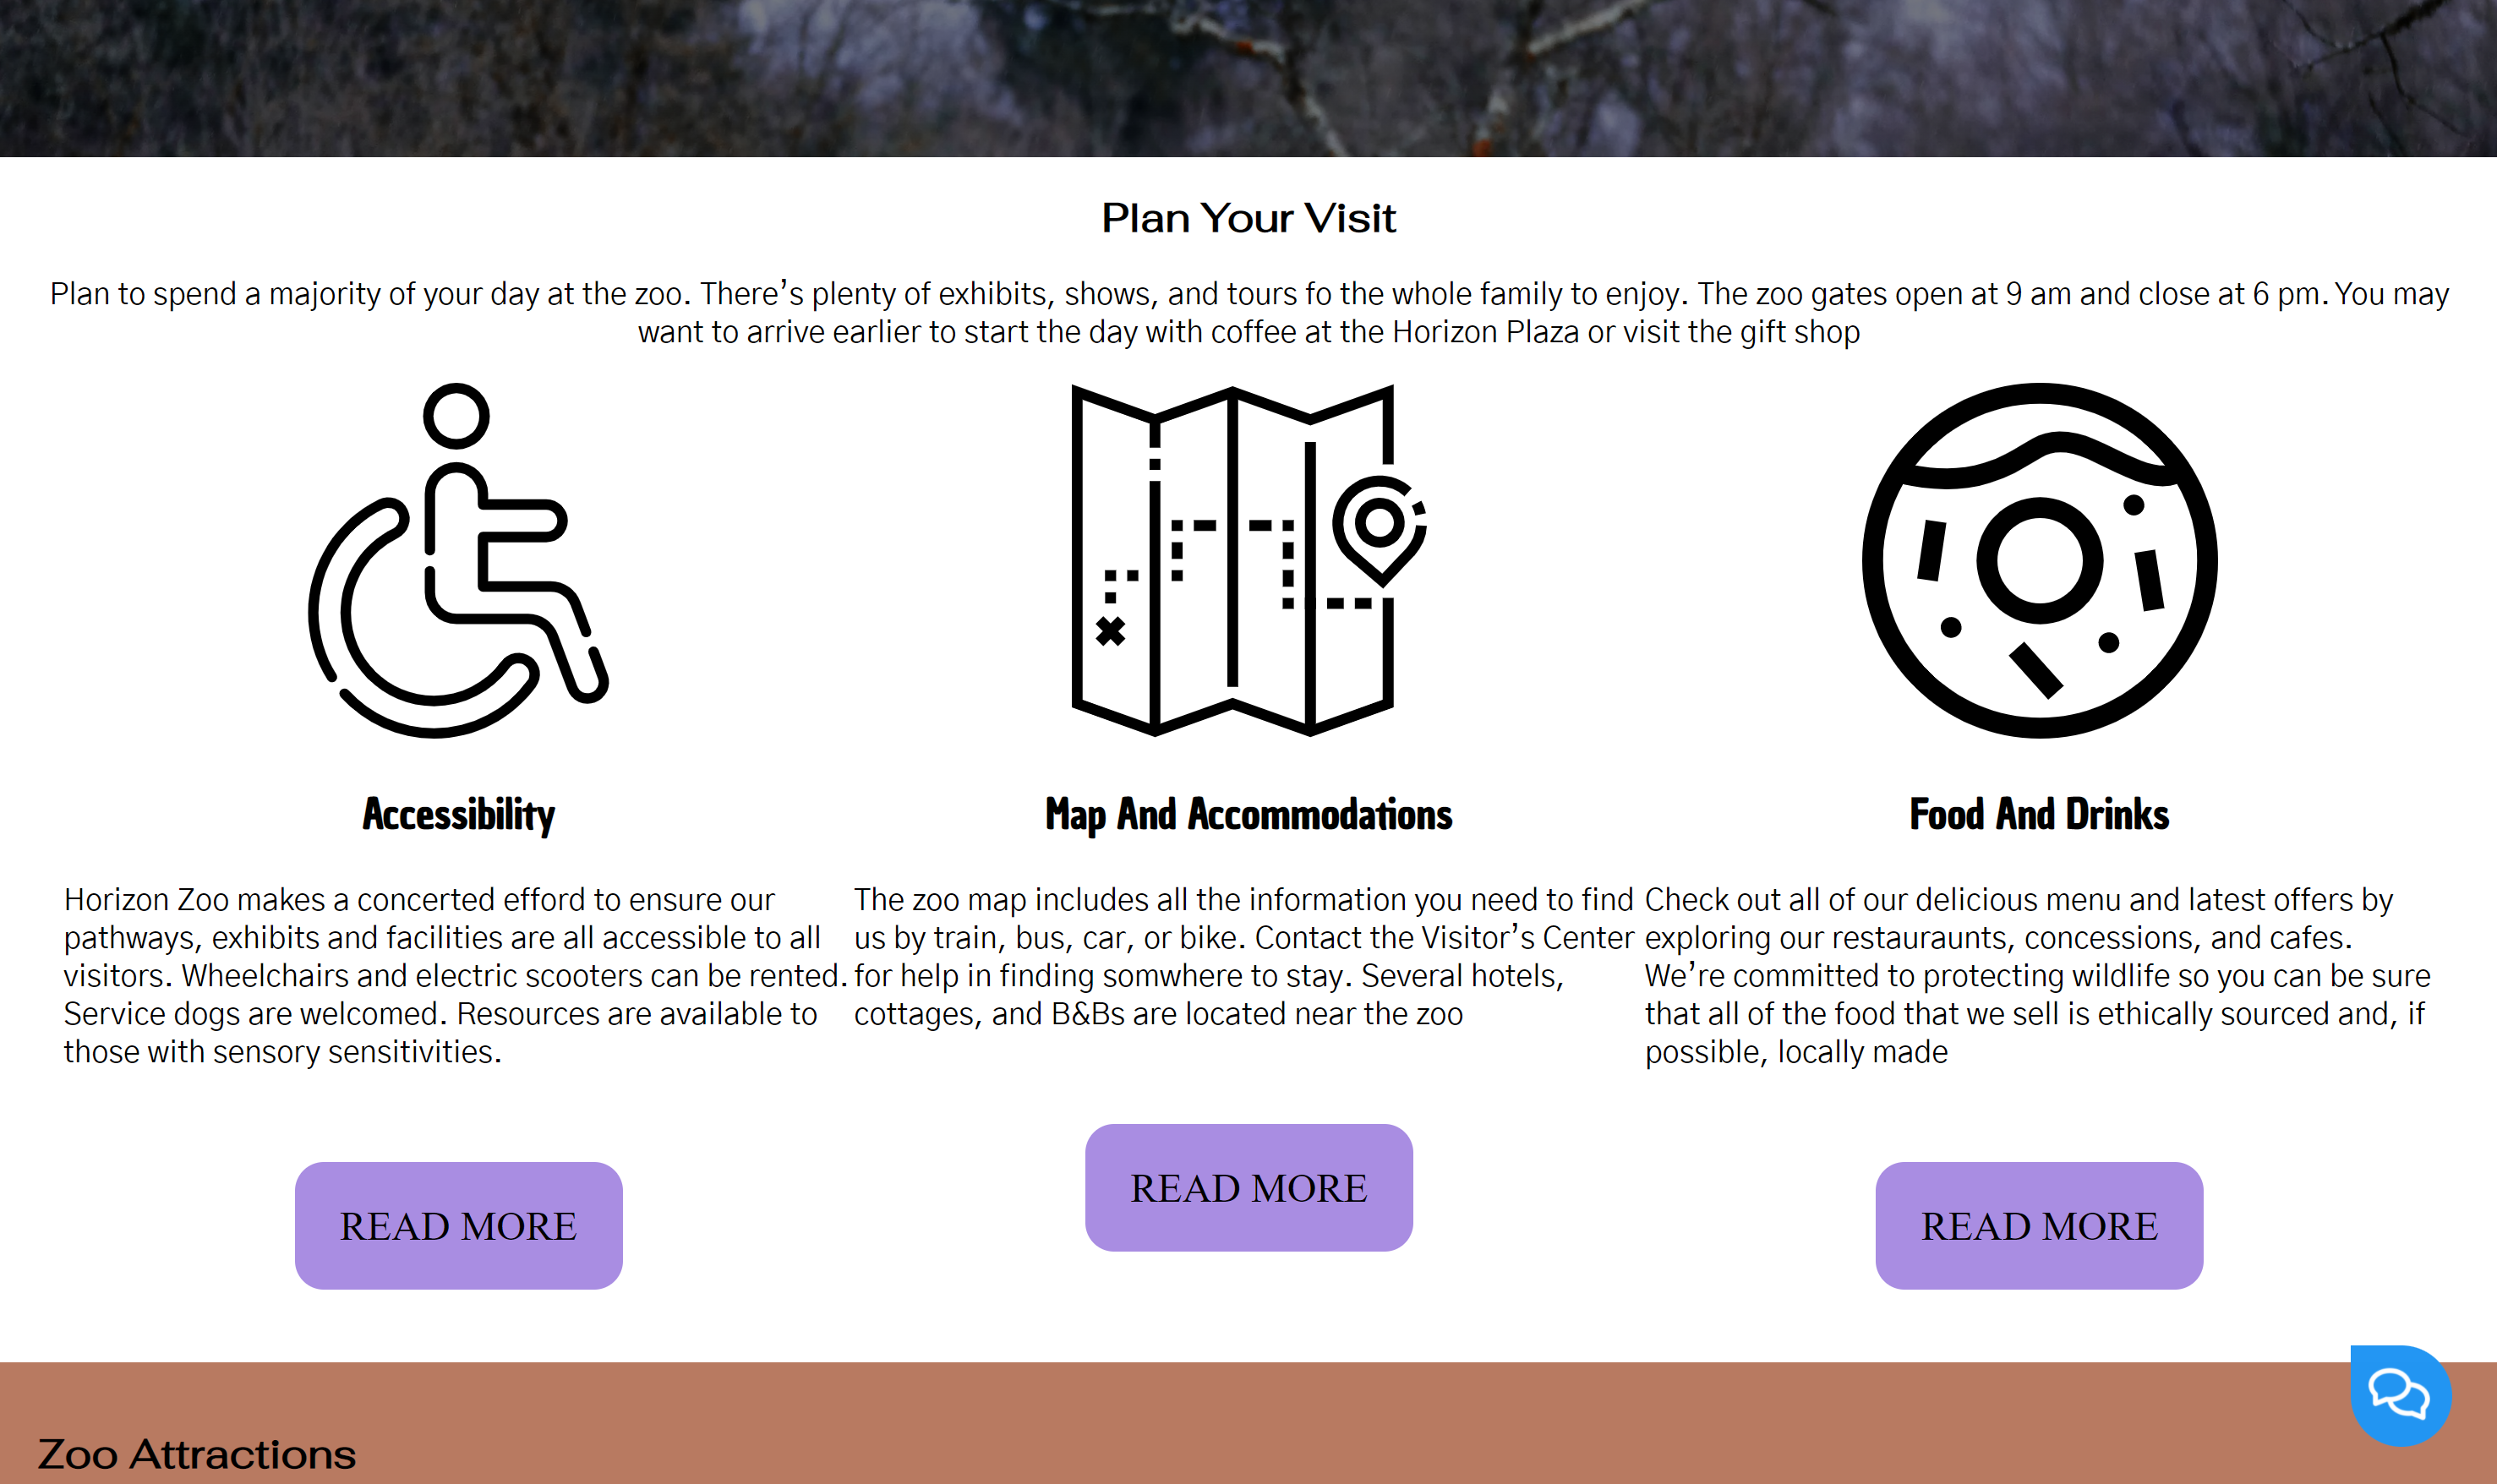 Plan Your Visit
Plan to spend a majority of your day at the zoo. There’s plenty of exhibits, shows, and tours fo the whole family to enjoy. The zoo gates open at 9 am and close at 6 pm. You may
want to arrive earlier to start the day with coffee at the Horizon Plaza or visit the gift shop
Accessibility
Horizon Zoo makes a concerted efford to ensure our
pathways, exhibits and facilities are all accessible to all
visitors. Wheelchairs and electric scooters can be rented.
Service dogs are welcomed. Resources are available to
those with sensory sensitivities.
READ MORE
Map And Accommodations
The zoo map includes all the information you need to find
us by train, bus, car, or bike. Contact the Visitor’s Center
for help in finding somwhere to stay. Several hotels,
cottages, and B&Bs are located near the zoo
READ MORE
Food And Drinks
Check out all of our delicious menu and latest offers by
exploring our restauraunts, concessions, and cafes.
We’re committed to protecting wildlife so you can be sure
that all of the food that we sell is ethically sourced and, if
possible, locally made
READ MORE
Zoo Attractions